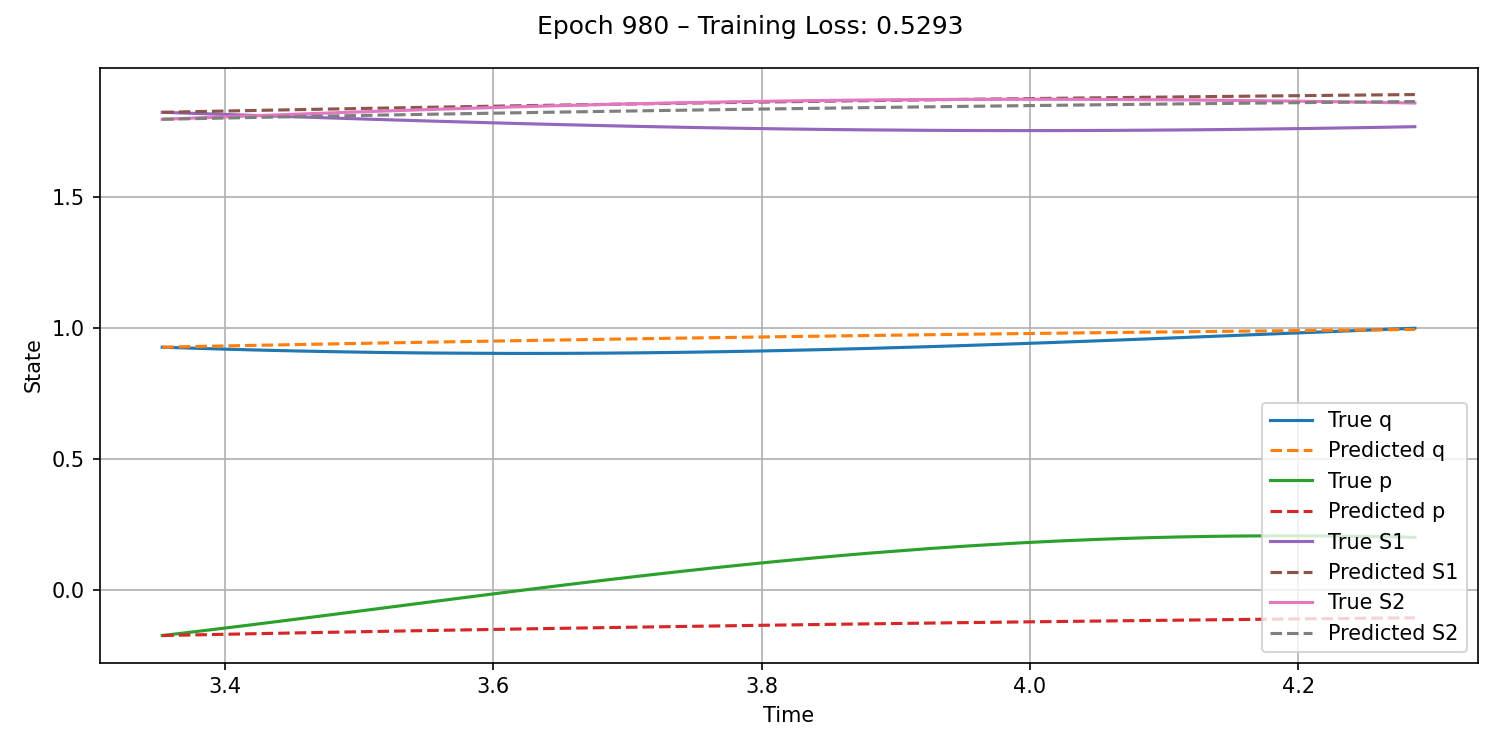 Epoch 980 – Training Loss: 0.5293
State
1.5
1.0
0.5
0.0
True q
Predicted q
True p
Predicted p
True S1
Predicted S1
True S2
Predicted S2
3.4 3.6 3.8 4.0 4.2
Time